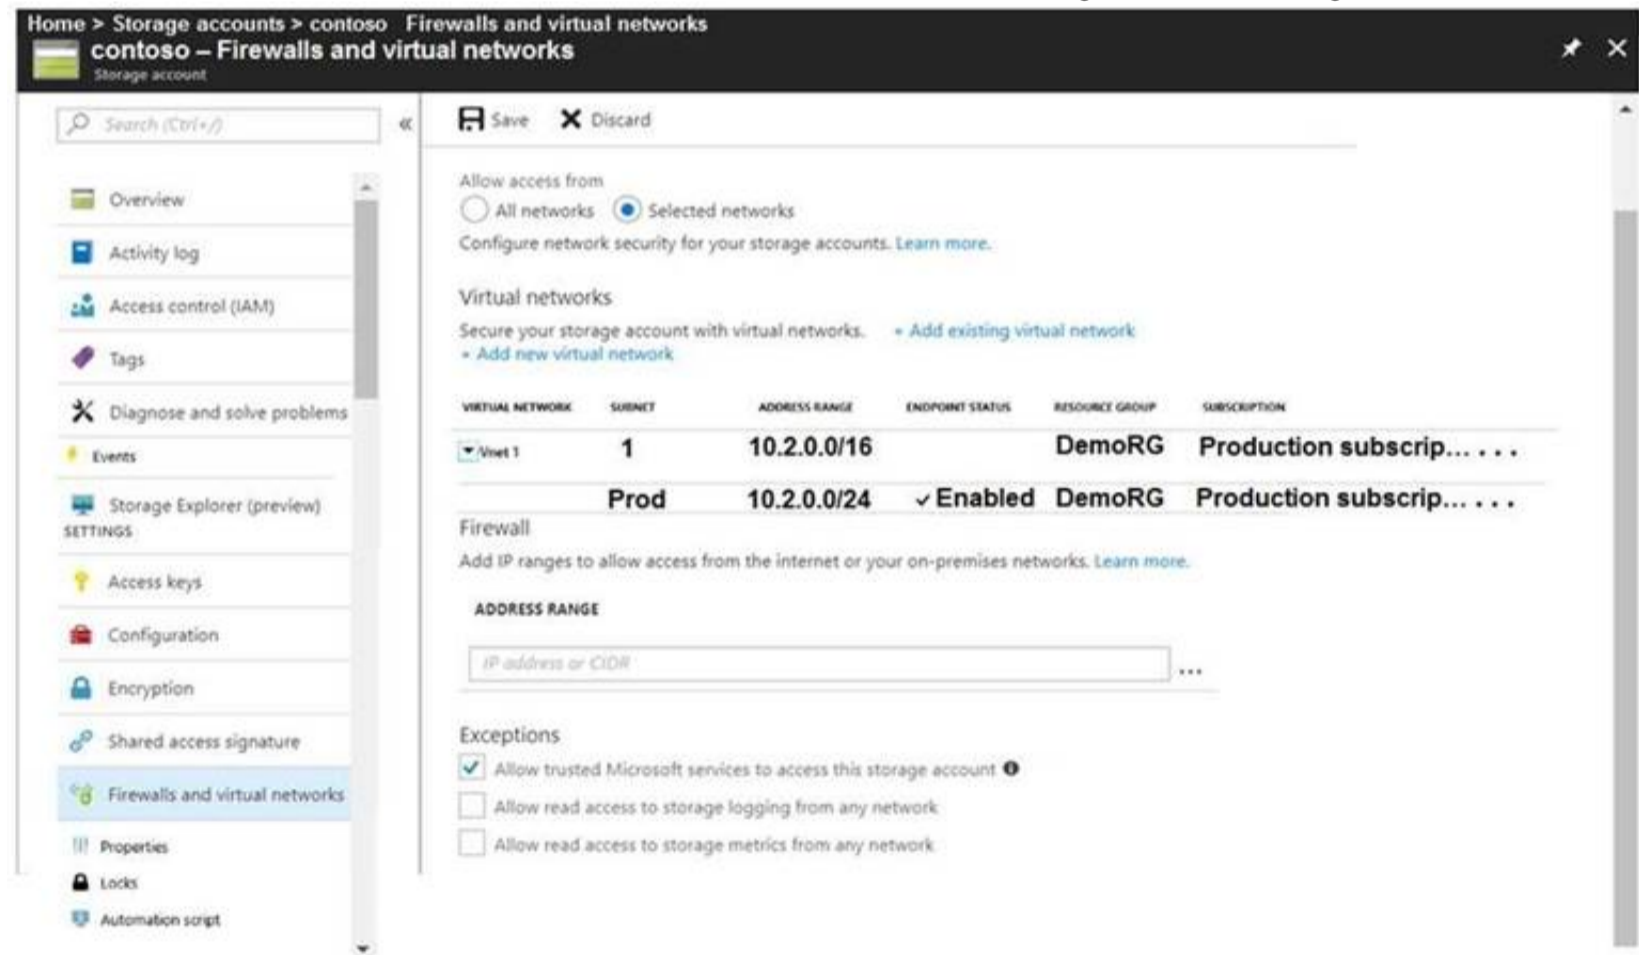 Home > Storage accounts > contoso Firewalls and virtual networks
contoso – Firewalls and virtual networks
Storage account
Search (Ctrl+/)
«
Overview
Activity log
Access control (IAM)
Tags
Diagnose and solve problems
Events
Storage Explorer (preview)
SETTINGS
Access keys
Configuration
Encryption
Shared access signature
Firewalls and virtual networks
Properties
Locks
Automation script
Save Discard
Allow access from
All networks Selected networks
Configure network security for your storage accounts. Learn more.
Virtual networks
Secure your storage account with virtual networks. + Add existing virtual network
+ Add new virtual network
VIRTUAL NETWORK SUBNET ADDRESS RANGE ENDPOINT STATUS RESOURCE GROUP SUBSCRIPTION
Vnet 1 1 10.2.0.0/16 DemoRG Production subscrip... . . .
Prod 10.2.0.0/24 ✓Enabled DemoRG Production subscrip... . . .
Firewall
Add IP ranges to allow access from the internet or your on-premises networks. Learn more.
ADDRESS RANGE
IP address or CIDR ...
Exceptions
Allow trusted Microsoft services to access this storage account
Allow read access to storage logging from any network
Allow read access to storage metrics from any network